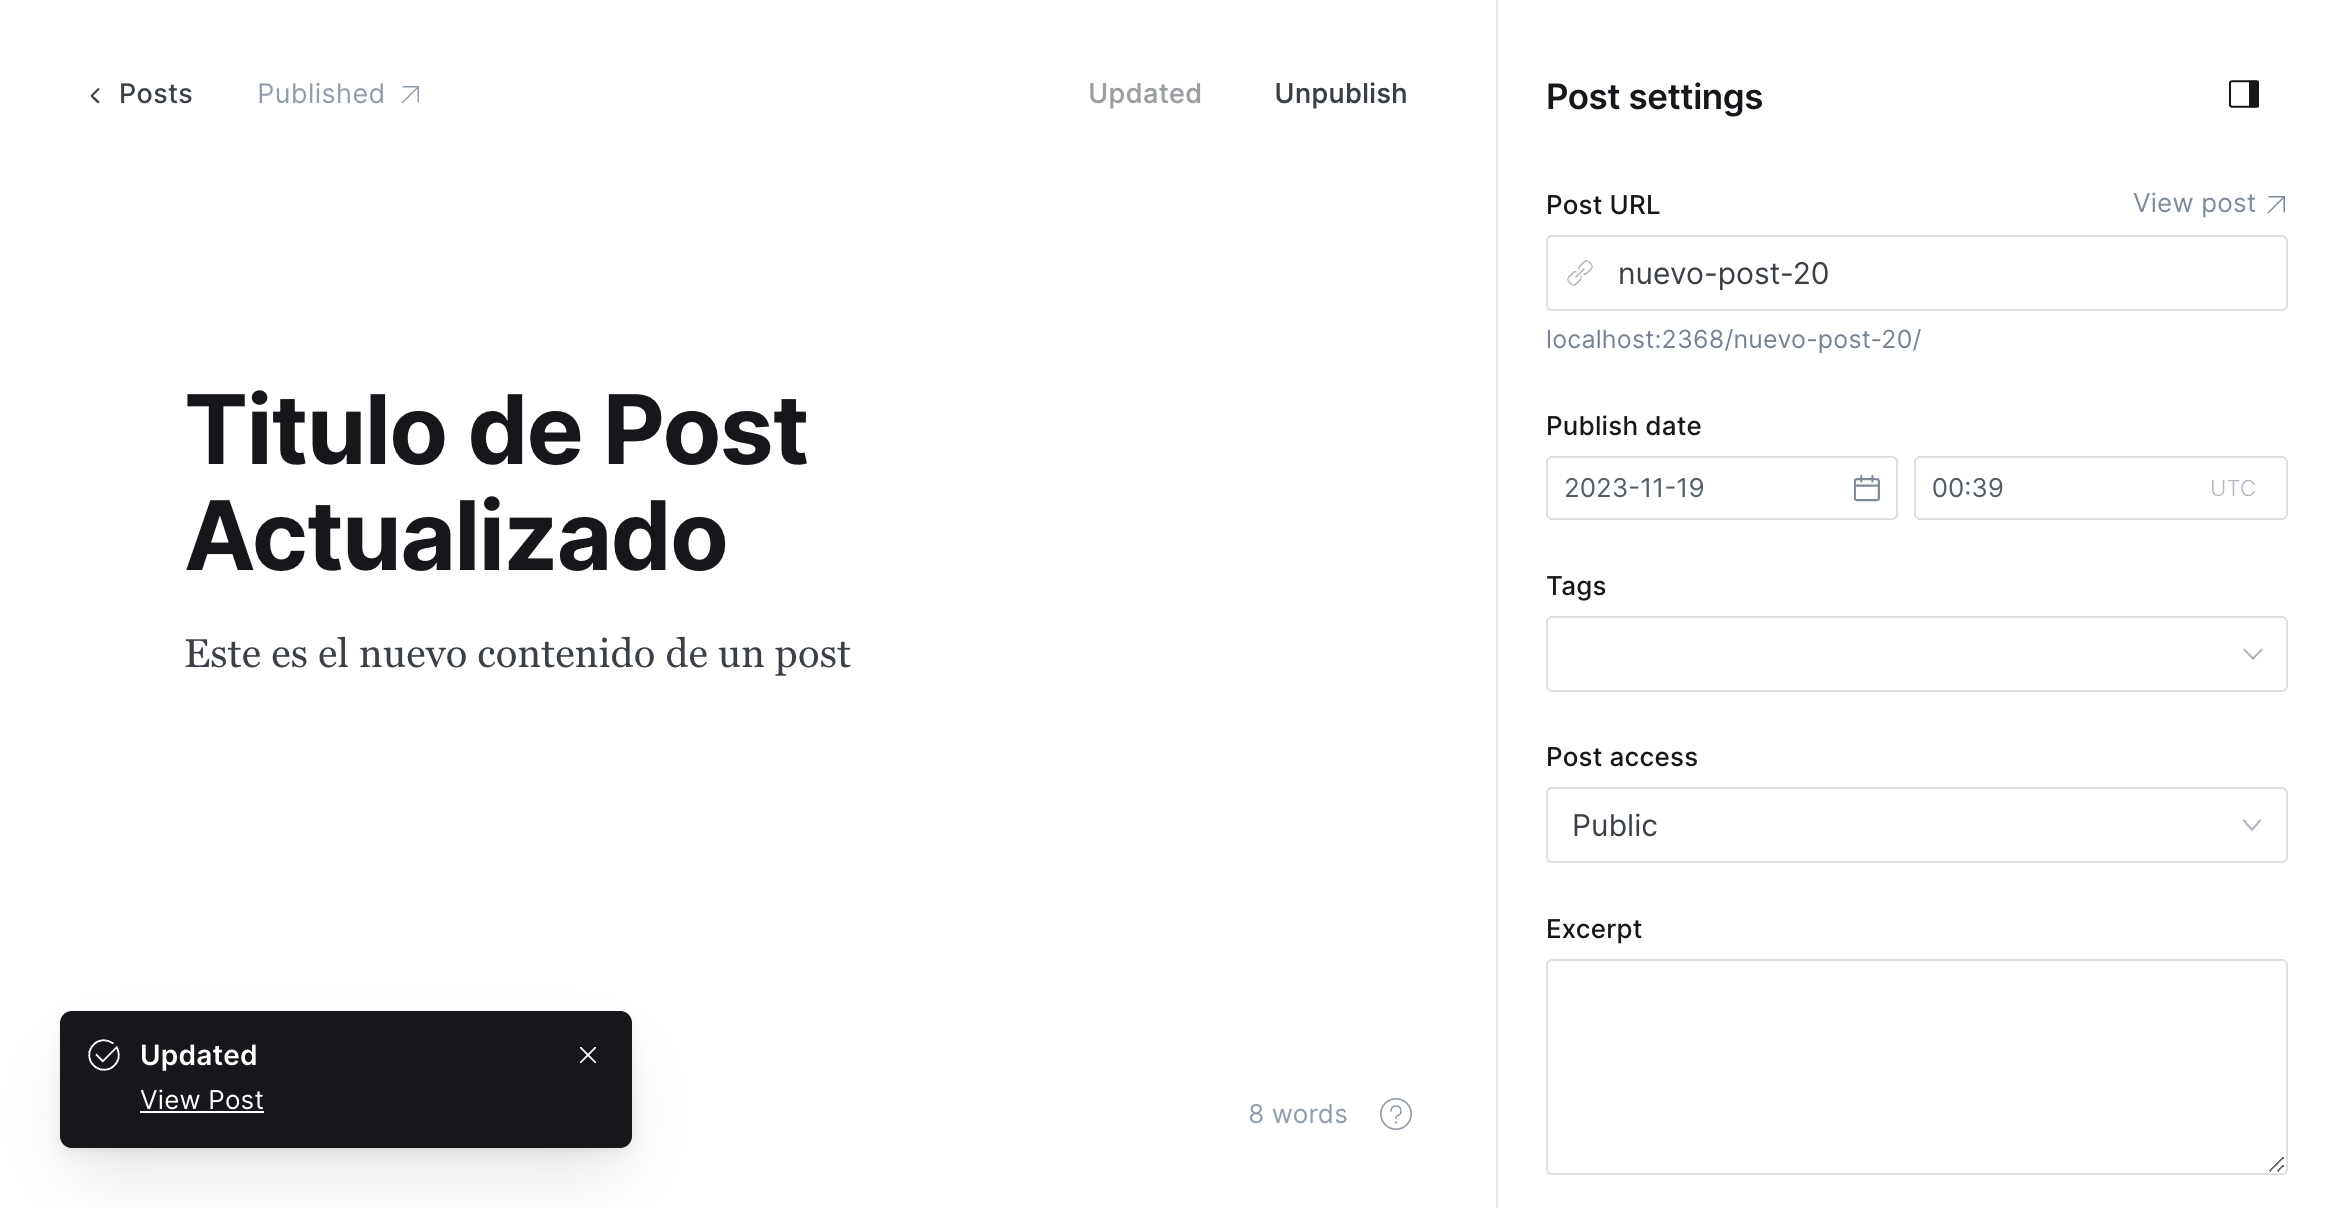 Posts
Published
Updated
Unpublish
Titulo de Post
Actualizado
Este es el nuevo contenido de un post
Updated
View Post
8 words
?
Post settings
Post URL
View post
nuevo-post-20
localhost:2368/nuevo-post-20/
Publish date
2023-11-19
00:39
UTC
Tags
Post access
Public
Excerpt